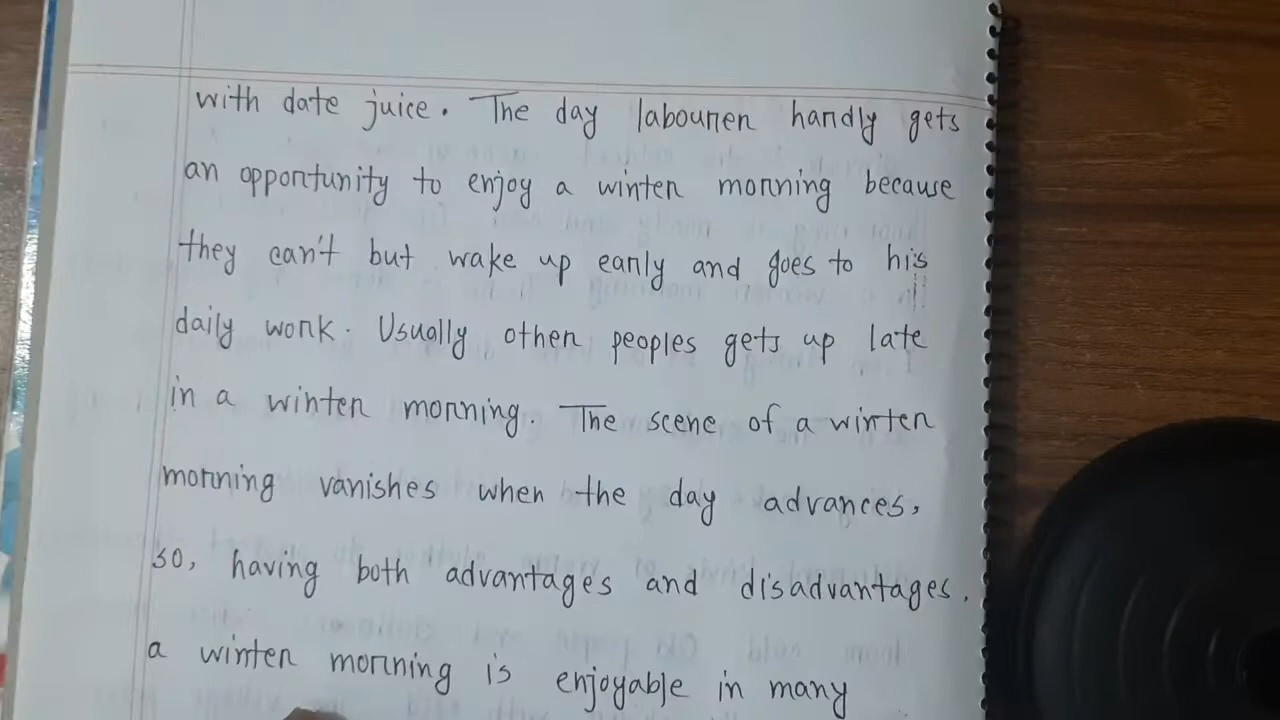 with date juice. The day labourer hardly gets
an opportunity to enjoy a winter morning because
they can't but wake up early and goes to his
daily work. Usually other peoples gets up late
in a winter morning. The scene of a winter
morning vanishes when the day advances,
so, having both advantages and disadvantages,
a winter morning is enjoyable in many